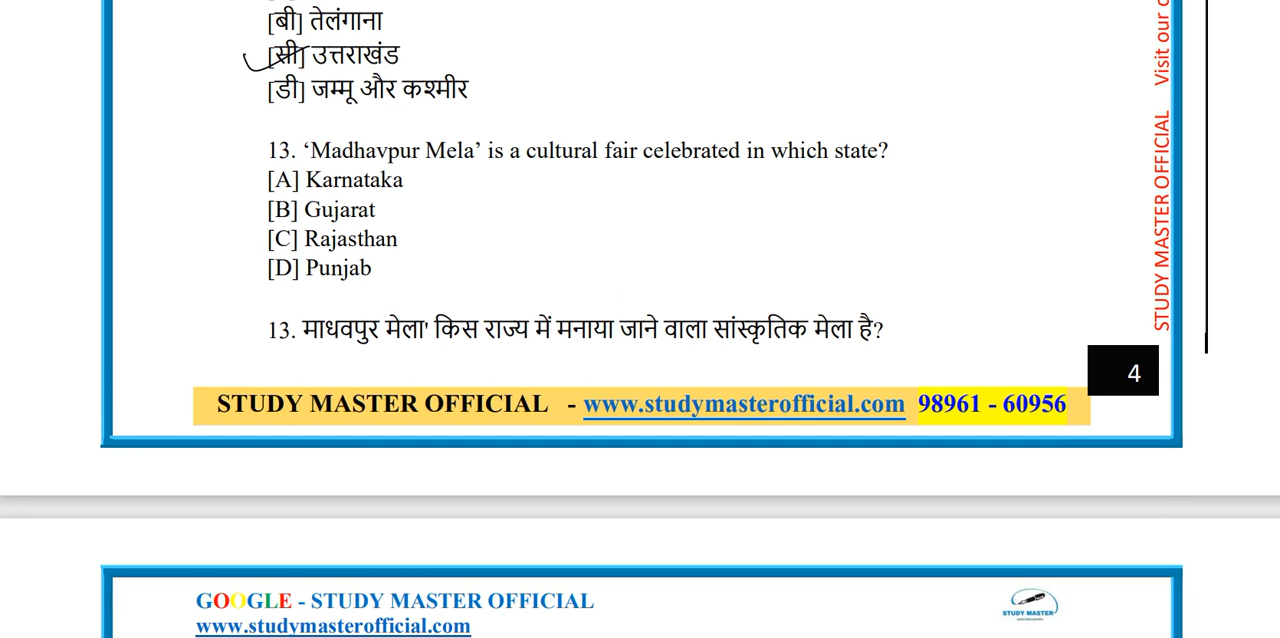 [बी] तेलंगाना
[सी] उत्तराखंड
[डी] जम्मू और कश्मीर
13. ‘Madhavpur Mela’ is a cultural fair celebrated in which state?
[A] Karnataka
[B] Gujarat
[C] Rajasthan
[D] Punjab
13. माधवपुर मेला' किस राज्य में मनाया जाने वाला सांस्कृतिक मेला है?
4
STUDY MASTER OFFICIAL - www.studymasterofficial.com 98961 - 60956
STUDY MASTER OFFICIAL Visit our
GOOGLE - STUDY MASTER OFFICIAL
www.studymasterofficial.com
STUDY MASTER